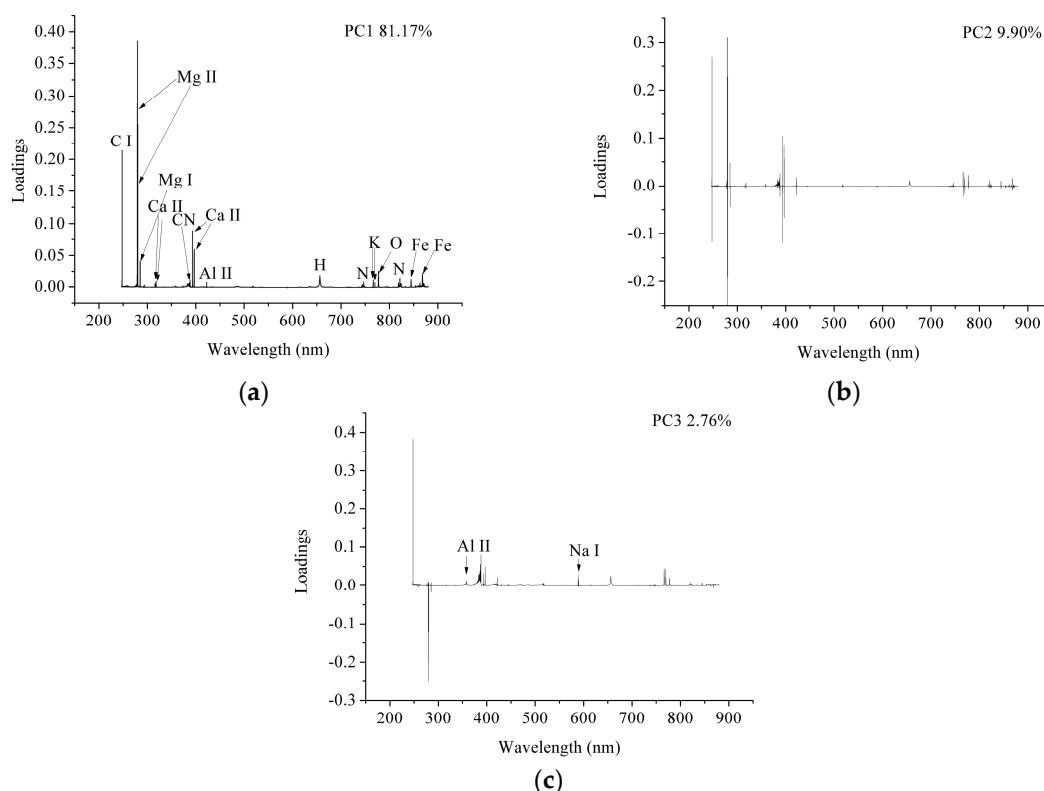 PC1 81.17%
0.40
0.35
0.30
0.25
0.20
0.15
0.10
0.05
0.00
Loadings
C I
Mg II
Mg I
Ca II
CN
Ca II
Al II
H
N
K
O
N
Fe Fe
200 300 400 500 600 700 800 900
Wavelength (nm)
(a)
PC2 9.90%
0.3
0.2
0.1
0.0
-0.1
-0.2
Loadings
200 300 400 500 600 700 800 900
Wavelength (nm)
(b)
PC3 2.76%
0.4
0.3
0.2
0.1
0.0
-0.1
-0.2
-0.3
Loadings
Al II
Na I
200 300 400 500 600 700 800 900
Wavelength (nm)
(c)